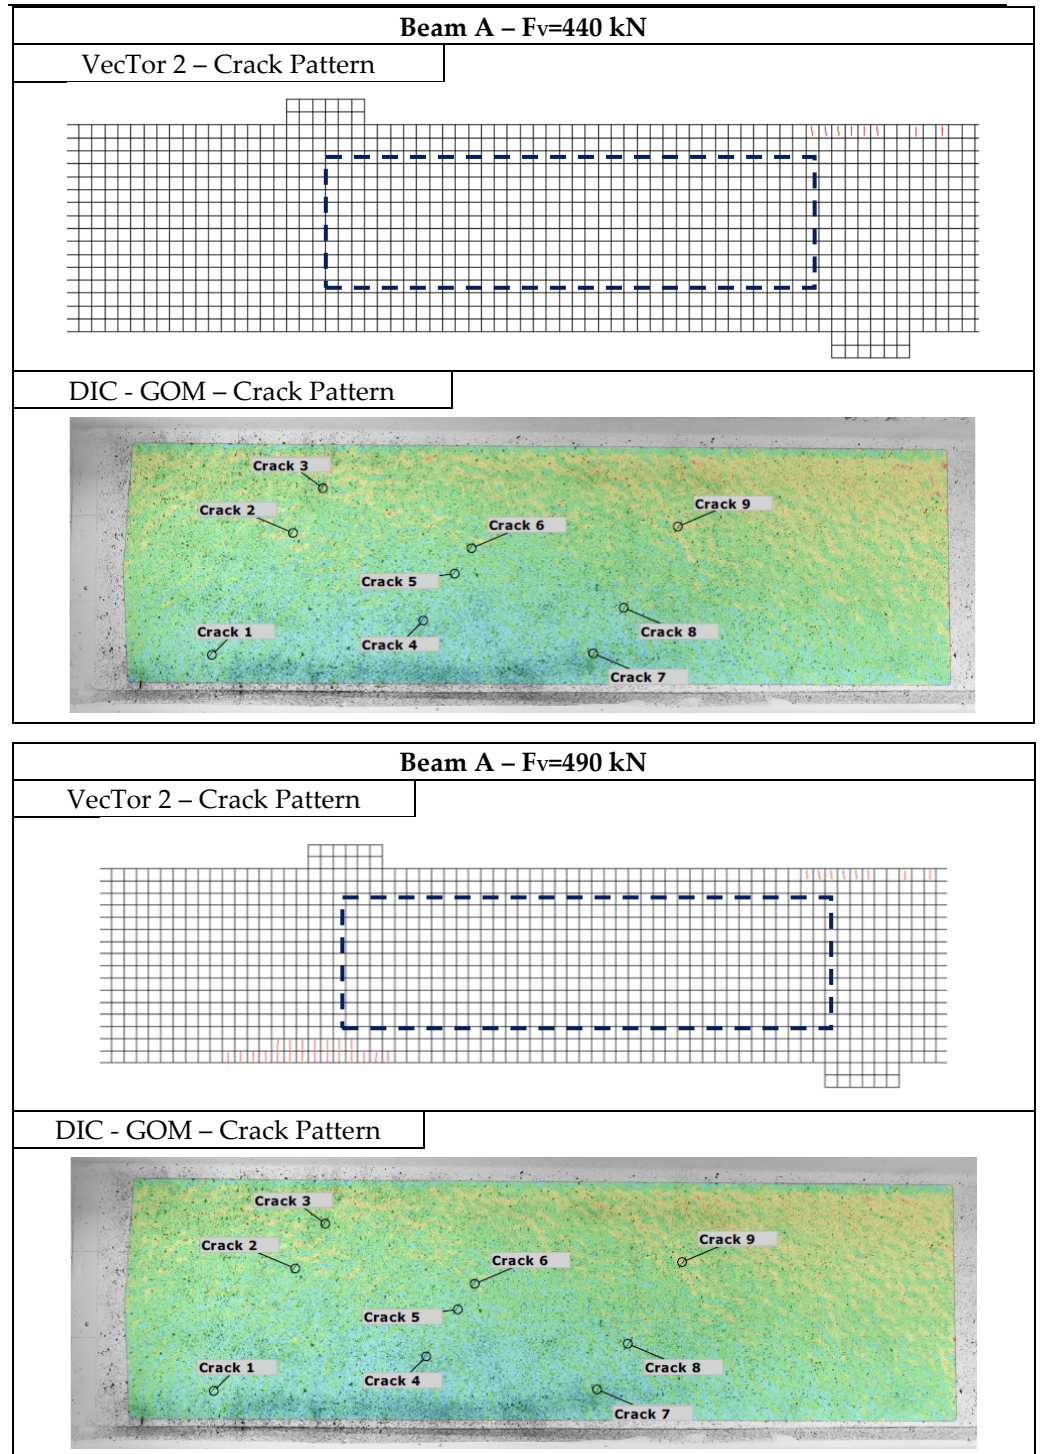 Beam A – Fv=440 kN
VecTor 2 – Crack Pattern
DIC - GOM – Crack Pattern
Crack 3
Crack 2
Crack 9
Crack 6
Crack 5
Crack 1
Crack 8
Crack 4
Crack 7
Beam A – Fv=490 kN
VecTor 2 – Crack Pattern
DIC - GOM – Crack Pattern
Crack 3
Crack 9
Crack 2
Crack 6
Crack 5
Crack 1
Crack 8
Crack 4
Crack 7